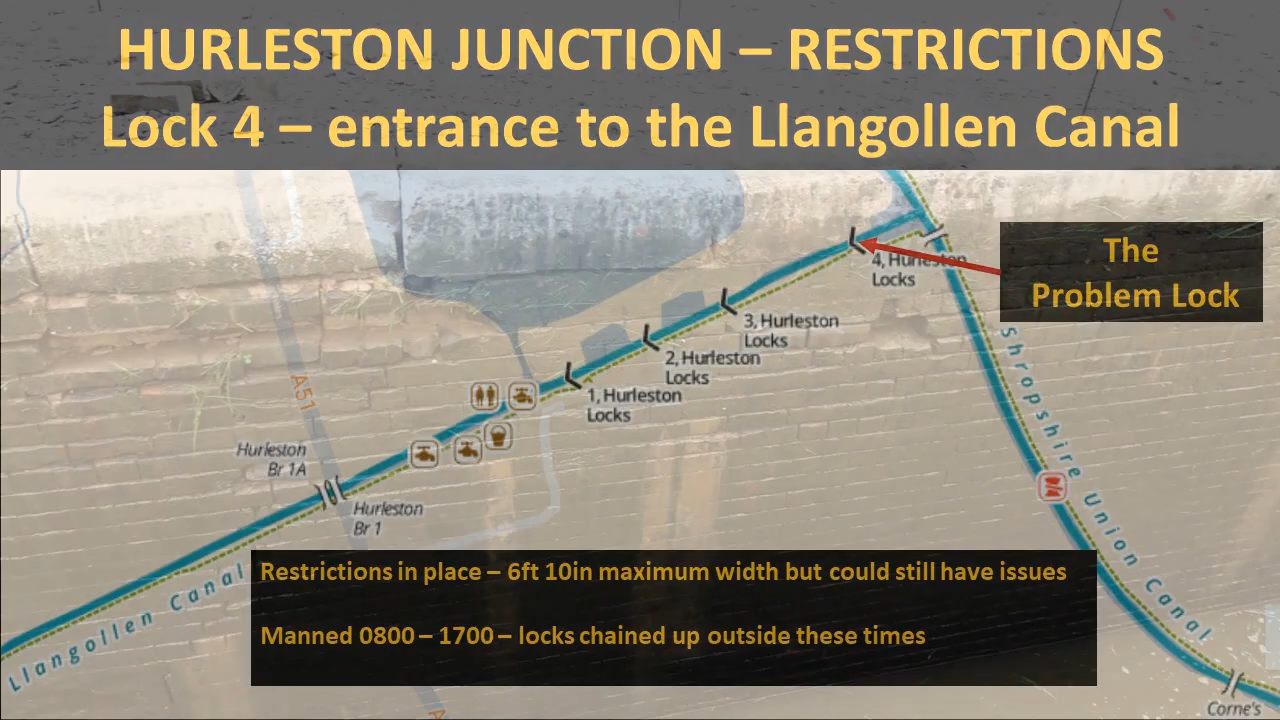 HURLESTON JUNCTION – RESTRICTIONS
Lock 4 – entrance to the Llangollen Canal
The
Problem Lock
4, Hurleston
Locks
3, Hurleston
Locks
2, Hurleston
Locks
1, Hurleston
Locks
A51
Hurleston
Br 1A
Hurleston
Br 1
Shropshire Union Canal
Llangollen Canal
Restrictions in place – 6ft 10in maximum width but could still have issues
Manned 0800 – 1700 – locks chained up outside these times
Corne's